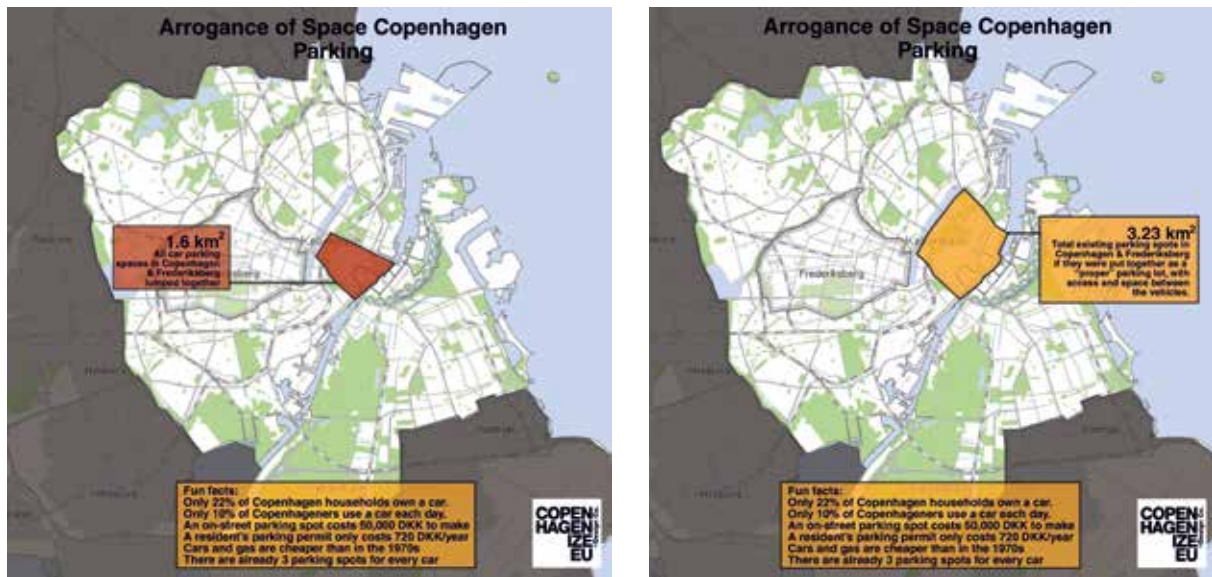 Arrogance of Space Copenhagen
Parking
1.6 km2
All car parking
spaces in Copenhagen
& Frederiksberg
lumped together
Fun facts:
Only 22% of Copenhagen households own a car.
Only 10% of Copenhageners use a car each day.
An on-street parking spot costs 50,000 DKK to make
A resident's parking permit only costs 720 DKK/year
Cars and gas are cheaper than in the 1970s
There are already 3 parking spots for every car
COPEN
HAGEN
IZE.
EU
Arrogance of Space Copenhagen
Parking
Frederiksberg
3.23 km2
Total existing parking spots in
Copenhagen & Frederiksberg
if they were put together as a
"proper" parking lot, with
access and space between
the vehicles.
Fun facts:
Only 22% of Copenhagen households own a car.
Only 10% of Copenhageners use a car each day.
An on-street parking spot costs 50,000 DKK to make
A resident's parking permit only costs 720 DKK/year
Cars and gas are cheaper than in the 1970s
There are already 3 parking spots for every car
COPEN
HAGEN
IZE.
EU